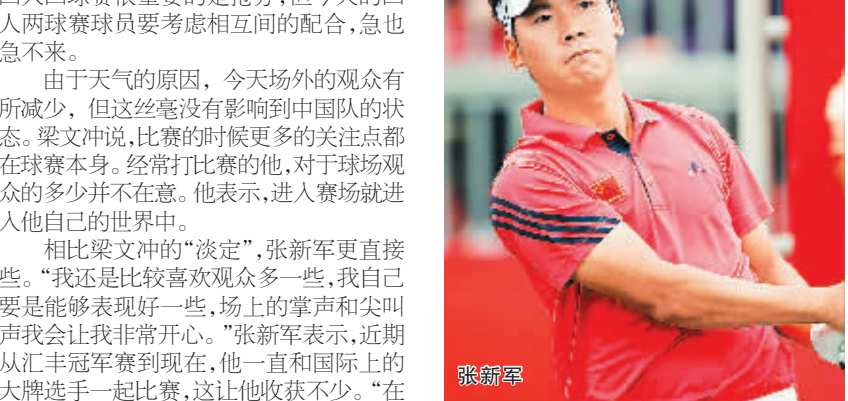 人两球赛球员要考虑相互间的配合,急也
急不来。
由于天气的原因，今天场外的观众有
所减少，但这丝毫没有影响到中国队的状
态。梁文冲说,比赛的时候更多的关注点都
在球赛本身。经常打比赛的他,对于球场观
众的多少并不在意。他表示,进入赛场就进
入他自己的世界中。
相比梁文冲的“淡定”,张新军更直接
些。“我还是比较喜欢观众多一些,我自己
要是能够表现好一些,场上的掌声和尖叫
声我会让我非常开心。”张新军表示,近期
从汇丰冠军赛到现在,他一直和国际上的
大牌选手一起比赛,这让他收获不少。“在
张新军